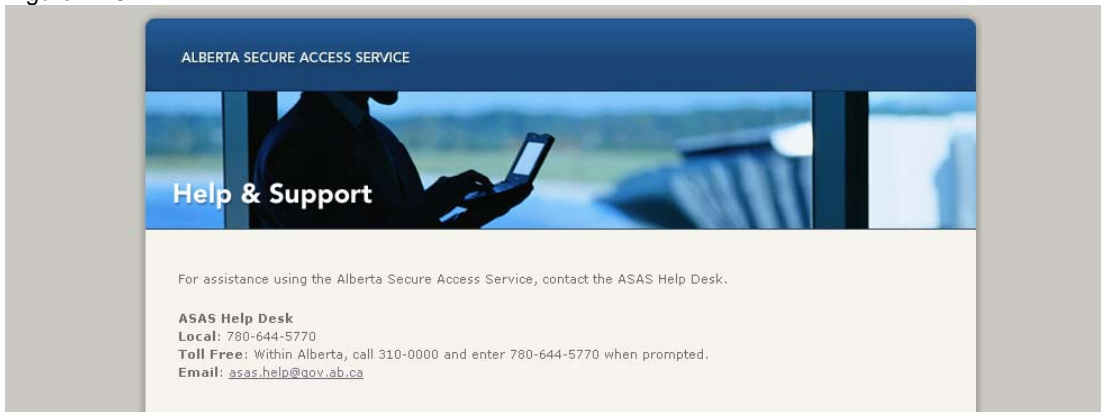 ALBERTA SECURE ACCESS SERVICE
Help & Support
For assistance using the Alberta Secure Access Service, contact the ASAS Help Desk.
ASAS Help Desk
Local: 780-644-5770
Toll Free: Within Alberta, call 310-0000 and enter 780-644-5770 when prompted.
Email: asas.help@gov.ab.ca